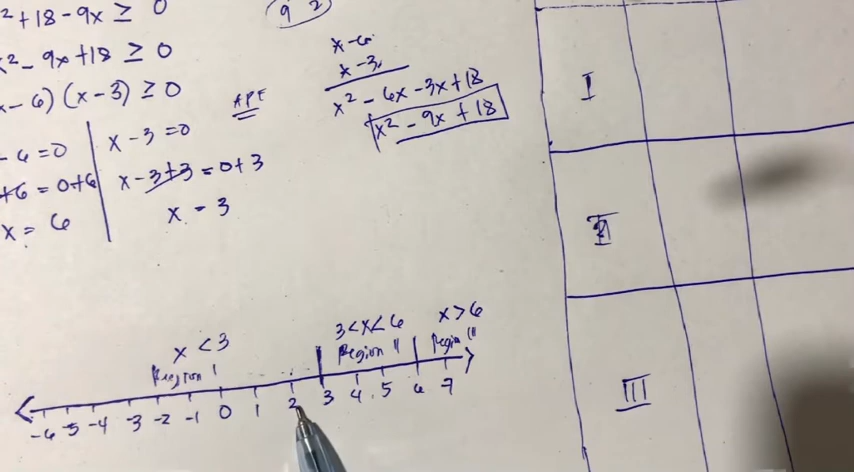 ²+18-9x ≥ 0
x²-9x+18 ≥ 0
x-6)(x-3) ≥ 0
-6=0
+6=0+6
x=6
x-3=0
x-3+3=0+3
x=3
APE
9 2
x-6
x-3
x²-6x-3x+18
x²-9x+18
x<3
Region I
3<x<6
Region II
x>6
Region III
-6 -5 -4 -3 -2 -1 0 1 2 3 4 5 6 7
I
II
III